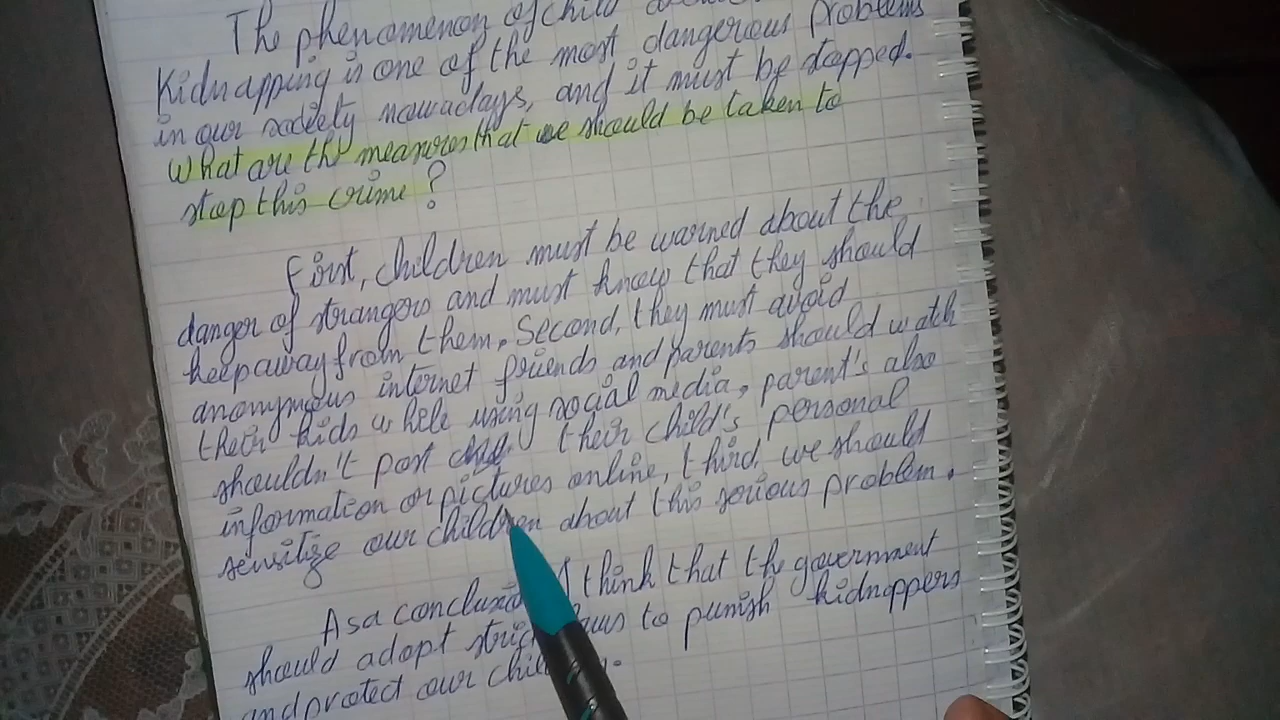 The phenomenon of child
Kidnapping is one of the most dangerous problems
in our society nowadays, and it must be stopped.
What are the measures that we should be taken to
stop this crime ?
First, children must be warned about the
danger of strangers and must know that they should
keep away from them. Second, they must avoid
anonymous internet friends and parents should watch
their kids while using social media, parent's also
shouldn't post their child's personal
information or pictures online, third, we should
sensitize our children about this serious problem.
As a conclusion I think that the government
should adopt strict laws to punish kidnappers
and protect our